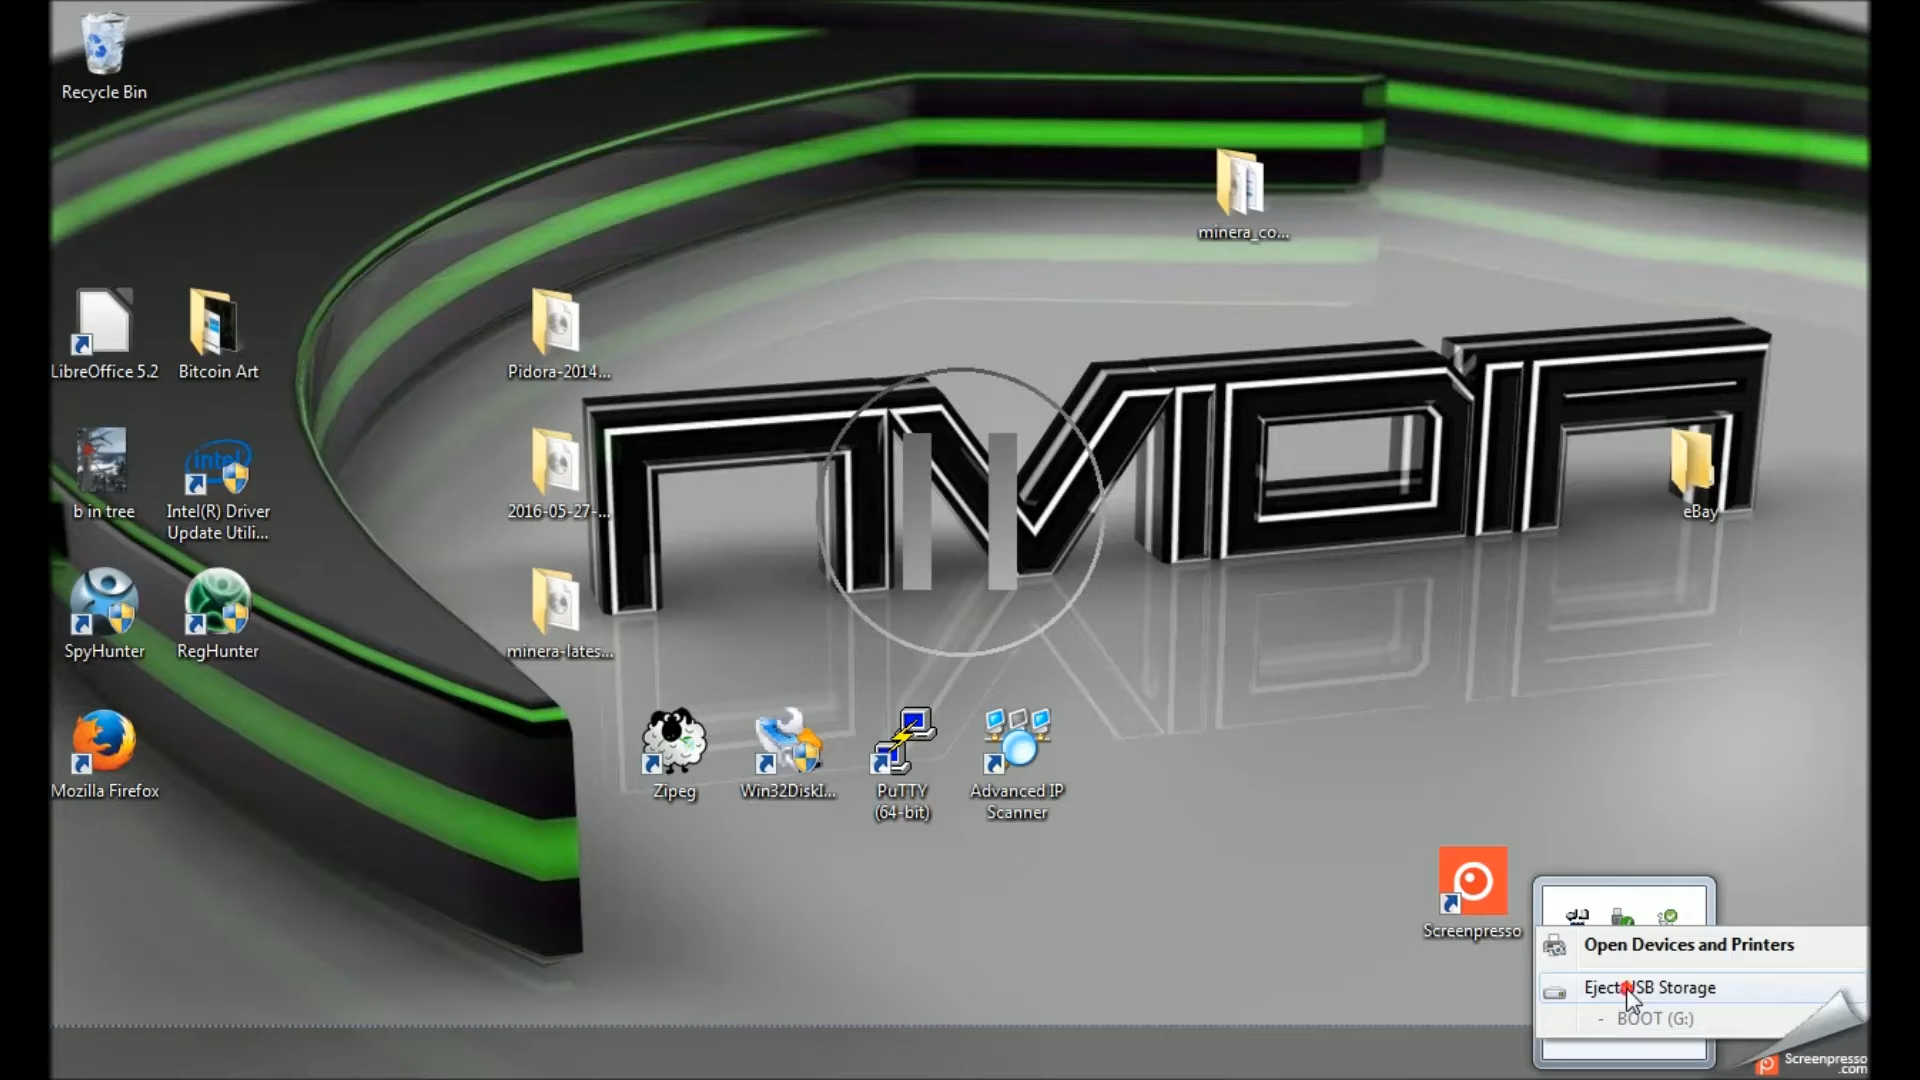 Recycle Bin
minera_co...
LibreOffice 5.2
Bitcoin Art
Pidora-2014...
b in tree
intel
Intel(R) Driver
Update Utili...
2016-05-27-...
eBay
SpyHunter
RegHunter
minera-lates...
Mozilla Firefox
Zipeg
Win32DiskI...
PuTTY
(64-bit)
Advanced IP
Scanner
Screenpresso
Open Devices and Printers
Eject USB Storage
- BOOT (G:)
Screenpresso
.com